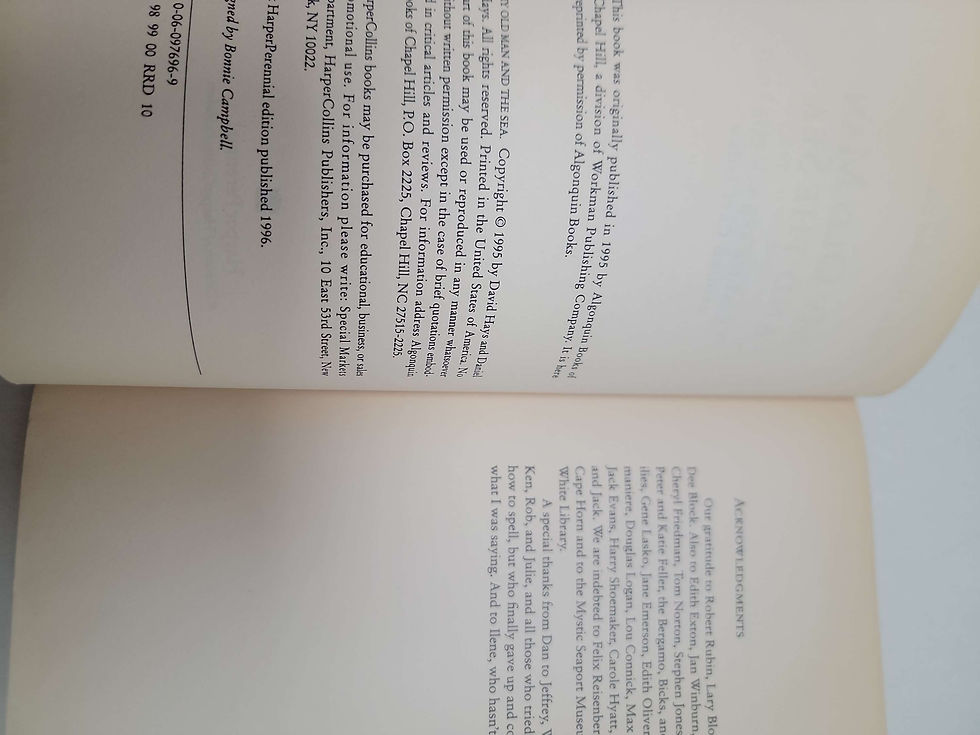 This book was originally published in 1995 by Algonquin Books of
Chapel Hill, a division of Workman Publishing Company. It is here
reprinted by permission of Algonquin Books.
Y OLD MAN AND THE SEA. Copyright © 1995 by David Hays and Daniel
ays. All rights reserved. Printed in the United States of America. No
art of this book may be used or reproduced in any manner whatsoever
ithout written permission except in the case of brief quotations embod-
d in critical articles and reviews. For information address Algonquin
ooks of Chapel Hill, P.O. Box 2225, Chapel Hill, NC 27515-2225.
rperCollins books may be purchased for educational, business, or sales
omotional use. For information please write: Special Markets
partment, HarperCollins Publishers, Inc., 10 East 53rd Street, New
k, NY 10022.
HarperPerennial edition published 1996.
gned by Bonnie Campbell.
0-06-097696-9
98 99 00 RRD 10
ACKNOWLEDGMENTS
Our gratitude to Robert Rubin, Lary Blo
Dee Block. Also to Edith Exton, Jan Winburn,
Cheryl Friedman, Tom Norton, Stephen Jones
Peter and Katie Feller, the Bergamo, Bicks, an
ilies, Gene Lasko, Jane Emerson, Edith Oliver
maniere, Douglas Logan, Lou Connick, Max
Jack Evans, Harry Shoemaker, Carole Hyatt,
and Jack. We are indebted to Felix Reisenber
Cape Horn and to the Mystic Seaport Museu
White Library.
A special thanks from Dan to Jeffrey,
Ken, Rob, and Julie, and all those who tried
how to spell, but who finally gave up and co
what I was saying. And to Ilene, who hasn't